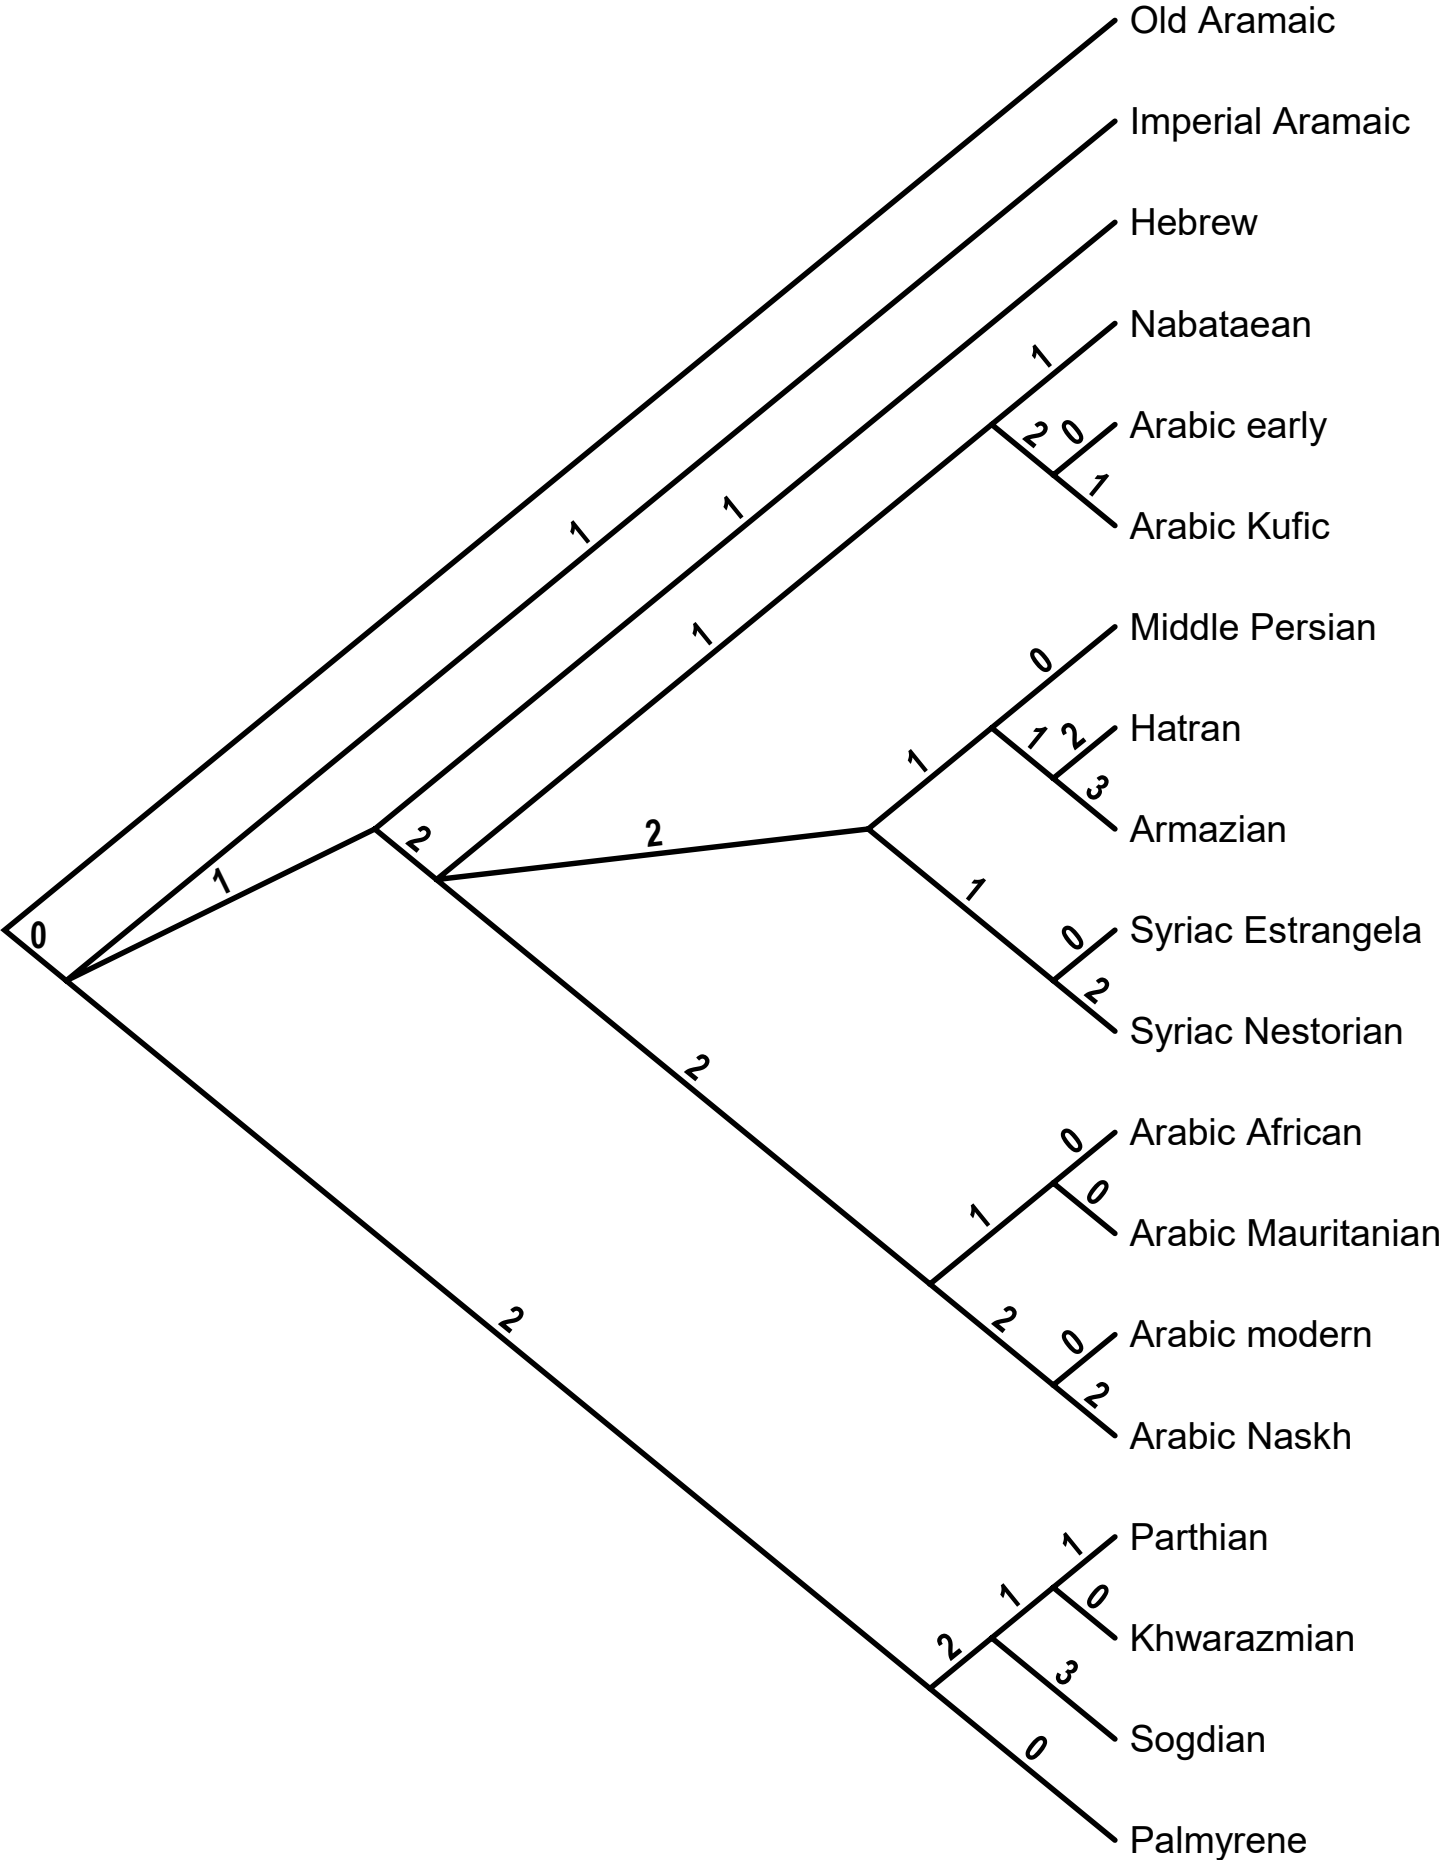 Old Aramaic
Imperial Aramaic
Hebrew
Nabataean
1
Arabic early
2 0
1
Arabic Kufic
1
1
Middle Persian
1
0
Hatran
1 2
1
3
Armazian
2
2
1
1
Syriac Estrangela
0
0
2
Syriac Nestorian
2
Arabic African
0
0
1
Arabic Mauritanian
2
2
0
Arabic modern
2
Arabic Naskh
Parthian
1
1
0
Khwarazmian
2
3
Sogdian
0
Palmyrene